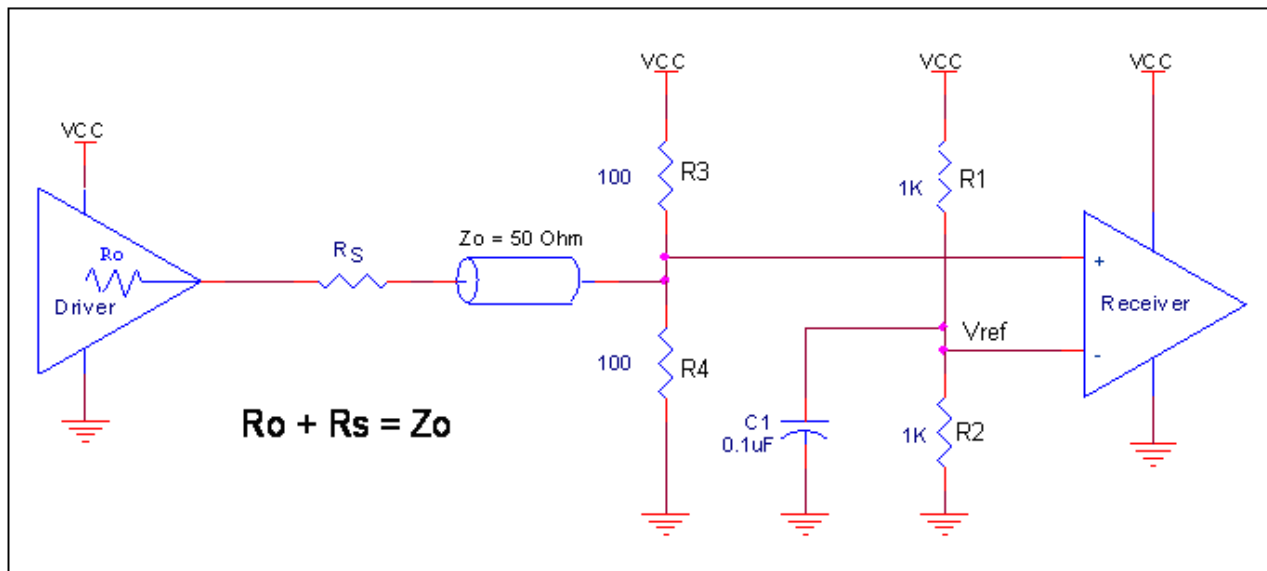 VCC
VCC
VCC
VCC
100
R3
1K
R1
Ro
Driver
RS
Zo = 50 Ohm
+
Receiver
Vref
-
100
R4
Ro + Rs = Zo
C1
0.1uF
1K
R2